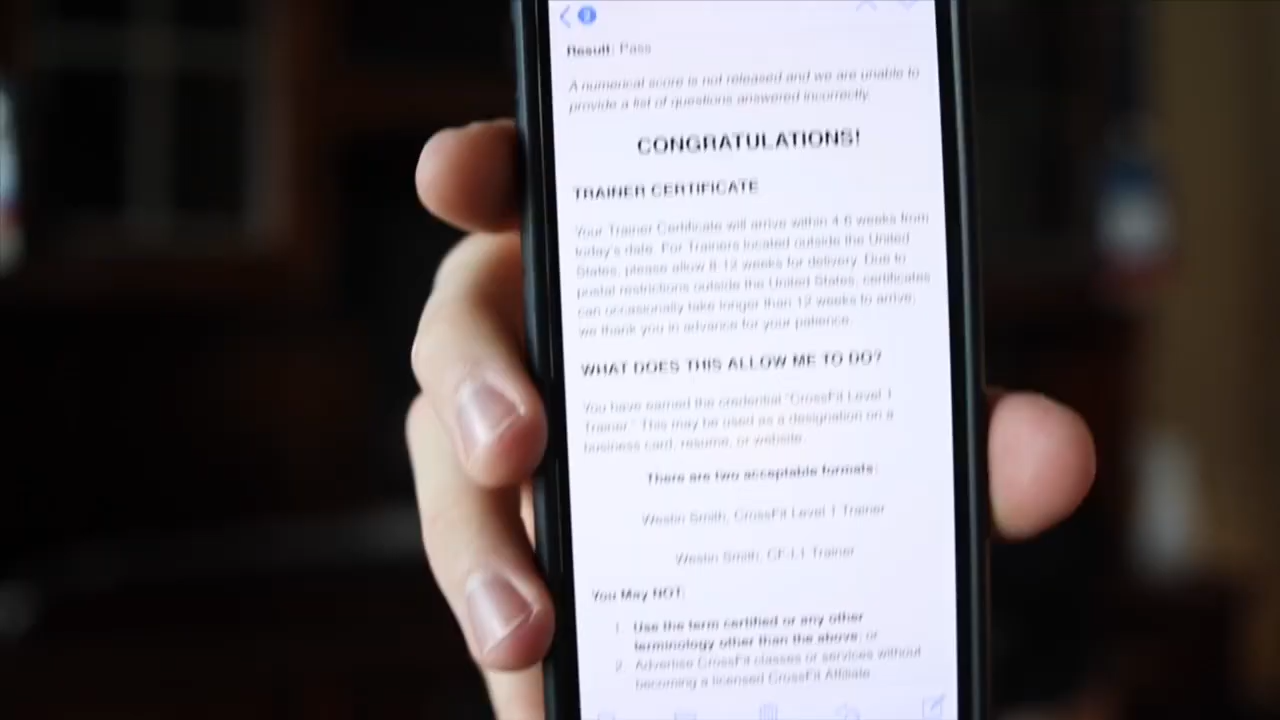 Result: Pass
A numerical score is not released and we are unable to
provide a list of questions answered incorrectly.
CONGRATULATIONS!
TRAINER CERTIFICATE
Your Trainer Certificate will arrive within 4-6 weeks from
today's date. For Trainers located outside the United
States, please allow 8-12 weeks for delivery. Due to
postal restrictions outside the United States, certificates
can occasionally take longer than 12 weeks to arrive;
we thank you in advance for your patience.
WHAT DOES THIS ALLOW ME TO DO?
You have earned the credential "CrossFit Level 1
Trainer." This may be used as a designation on a
business card, resume, or website.
There are two acceptable formats:
Westin Smith, CrossFit Level 1 Trainer
Westin Smith, CF-L1 Trainer
You May NOT:
1. Use the term certified or any other
terminology other than the above; or
2. Advertise CrossFit classes or services without
becoming a licensed CrossFit Affiliate